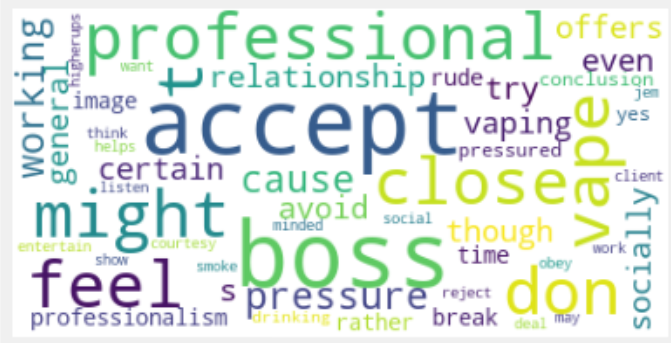 professional
offers
working
higherups
want
t
relationship
rude
try
even
conclusion
general
image
accept
jem
yes
think
helps
vaping
pressured
vape
certain
listen
cause
close
client
might
avoid
minded
social
though
socially
entertain
courtesy
boss
time
work
feel
show
smoke
s
pressure
reject
don
obey
professionalism
drinking
rather
break
deal
may